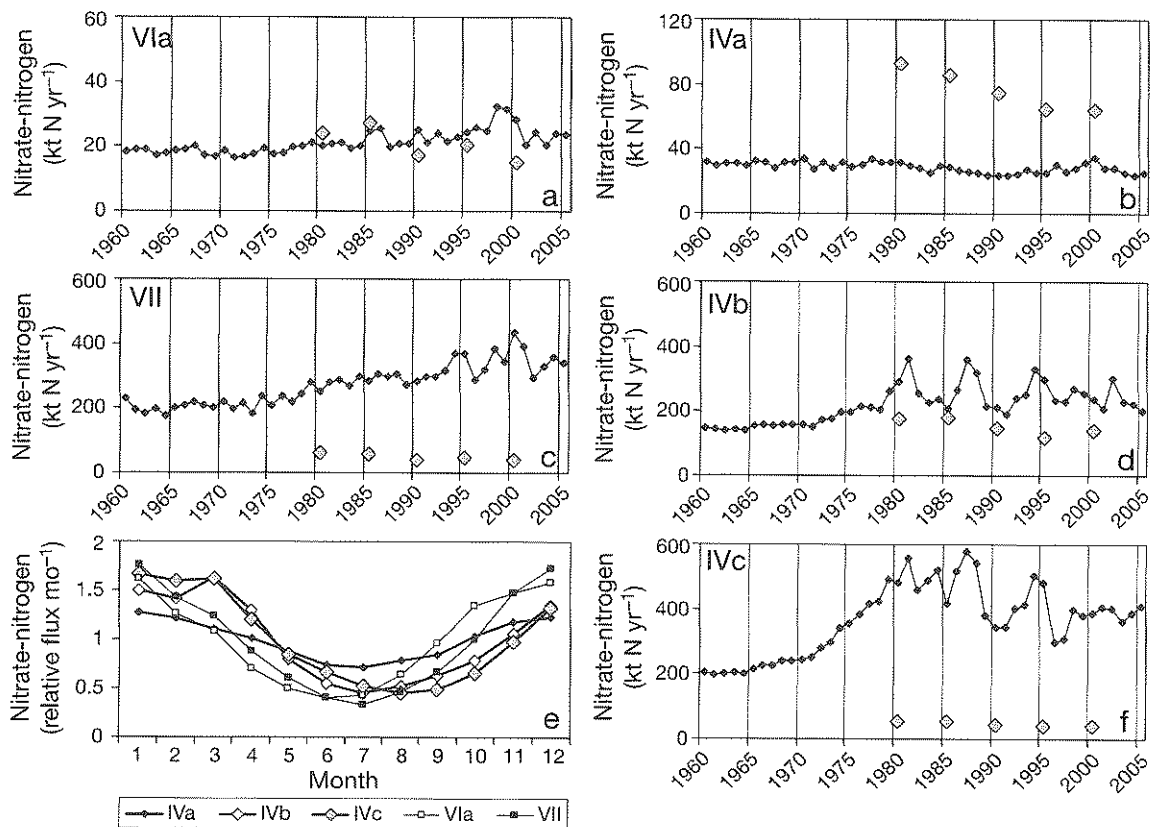 Nitrate-nitrogen
(kt N yr⁻¹)
60
40
20
0
VIa
a
1960
1965
1970
1975
1980
1985
1990
1995
2000
2005
Nitrate-nitrogen
(kt N yr⁻¹)
120
80
40
0
IVa
b
1960
1965
1970
1975
1980
1985
1990
1995
2000
2005
Nitrate-nitrogen
(kt N yr⁻¹)
600
400
200
0
VII
c
1960
1965
1970
1975
1980
1985
1990
1995
2000
2005
Nitrate-nitrogen
(kt N yr⁻¹)
600
400
200
0
IVb
d
1960
1965
1970
1975
1980
1985
1990
1995
2000
2005
Nitrate-nitrogen
(relative flux mo⁻¹)
2
1.5
1
0.5
0
e
1 2 3 4 5 6 7 8 9 10 11 12
Month
IVa IVb IVc VIa VII
Nitrate-nitrogen
(kt N yr⁻¹)
600
400
200
0
IVc
f
1960
1965
1970
1975
1980
1985
1990
1995
2000
2005